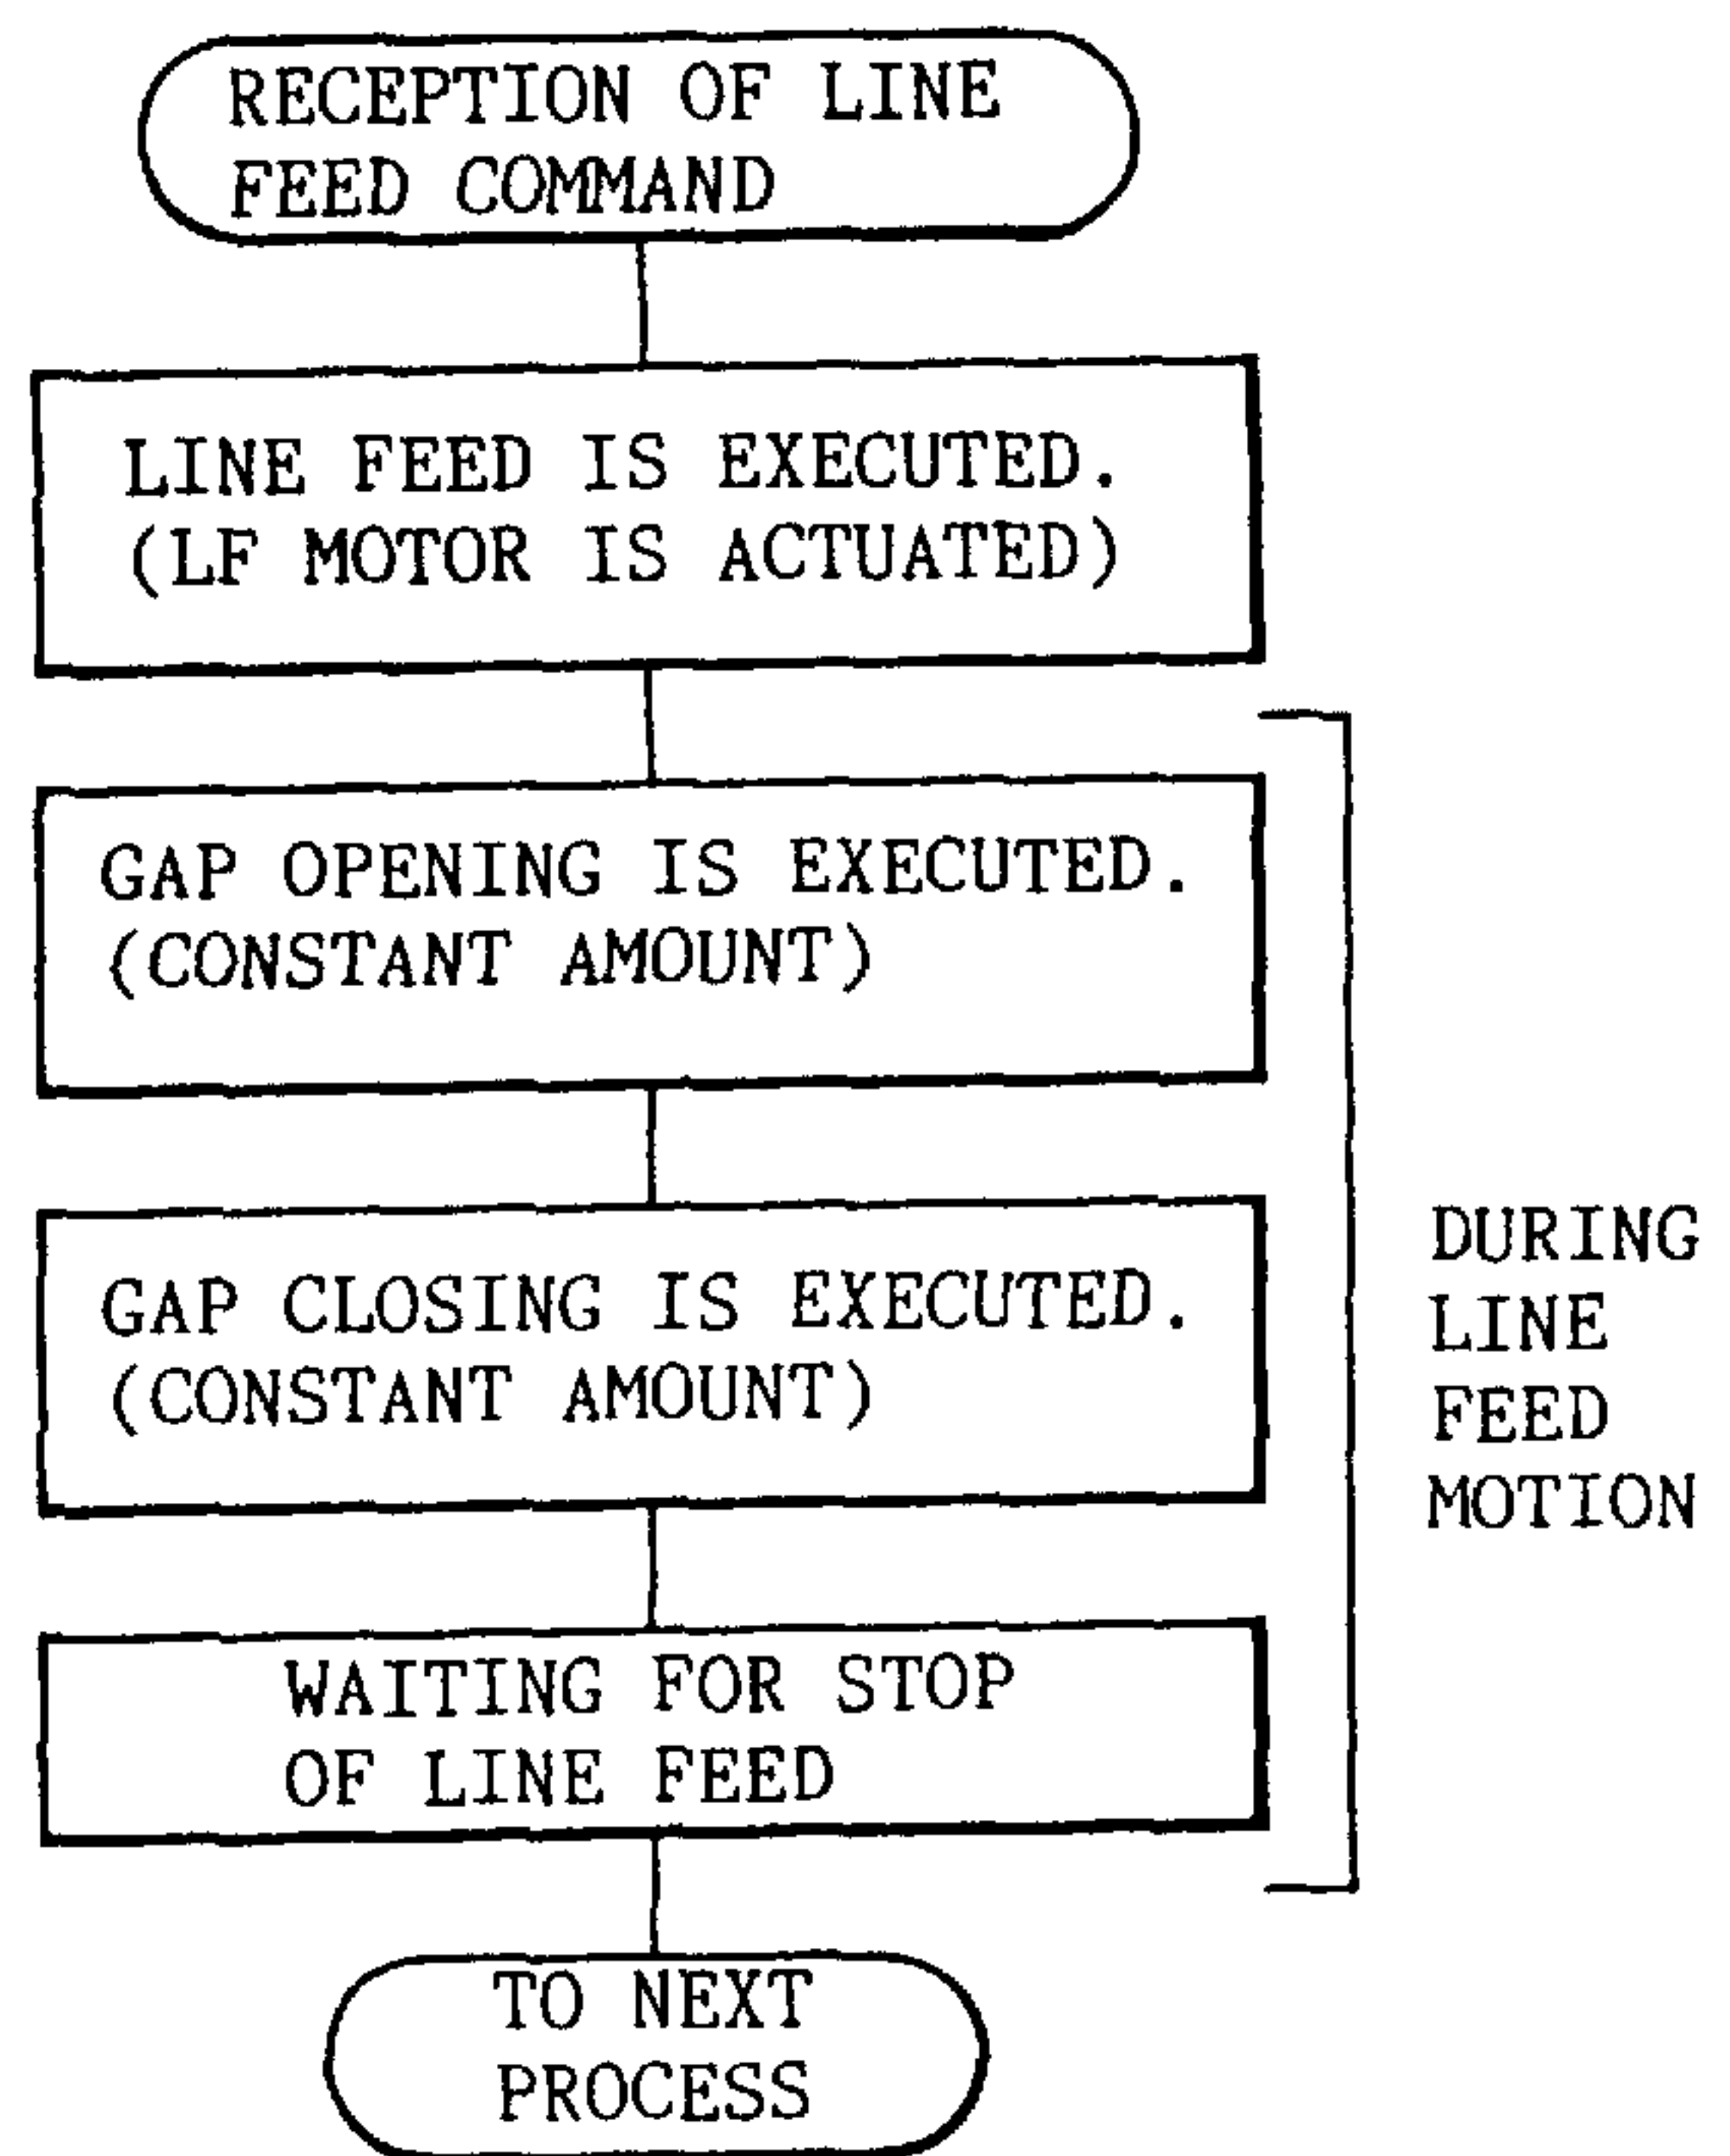 RECEPTION OF LINE
FEED COMMAND
LINE FEED IS EXECUTED.
(LF MOTOR IS ACTUATED)
GAP OPENING IS EXECUTED.
(CONSTANT AMOUNT)
GAP CLOSING IS EXECUTED.
(CONSTANT AMOUNT)
WAITING FOR STOP
OF LINE FEED
DURING
LINE
FEED
MOTION
TO NEXT
PROCESS